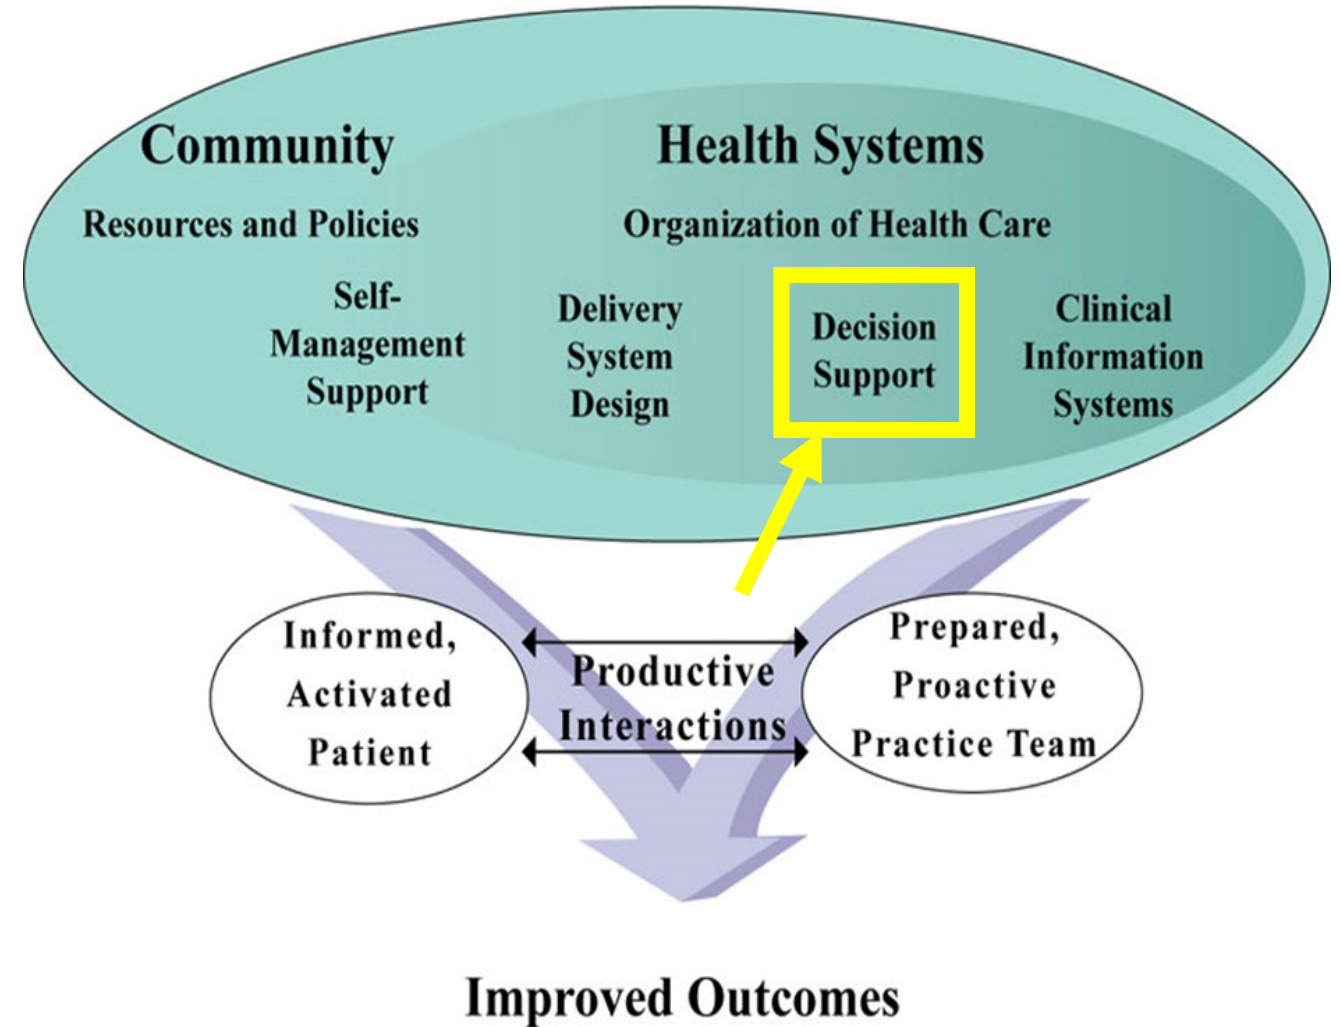 Community
Health Systems
Resources and Policies
Organization of Health Care
Self-
Management
Support
Delivery
System
Design
Decision
Support
Clinical
Information
Systems
Informed,
Activated
Patient
Productive
Interactions
Prepared,
Proactive
Practice Team
Improved Outcomes